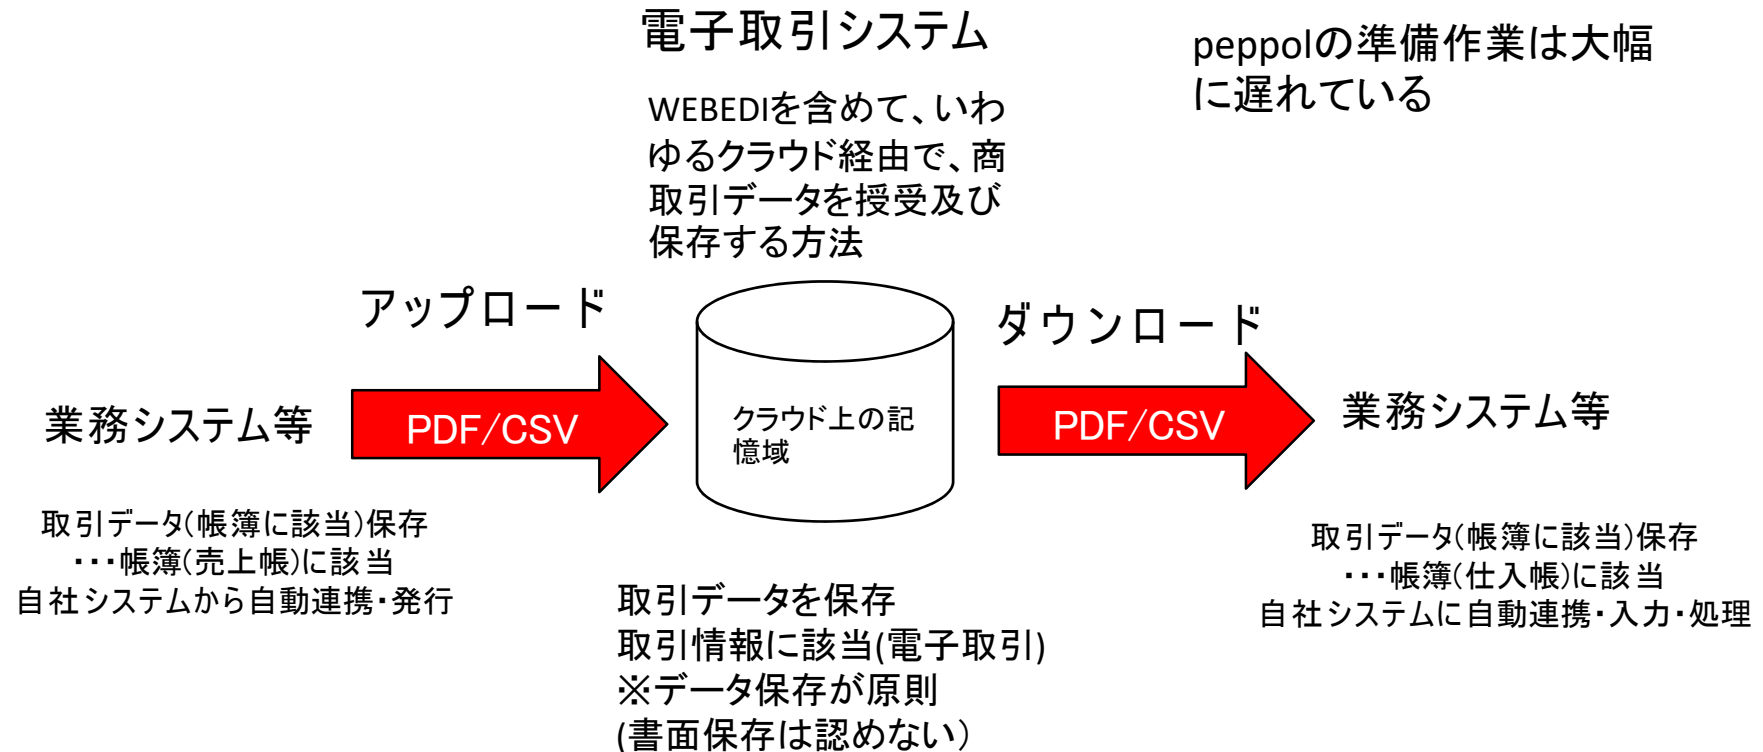 電子取引システム
peppolの準備作業は大幅
に遅れている
WEBEDIを含めて、いわ
ゆるクラウド経由で、商
取引データを授受及び
保存する方法
アップロード
ダウンロード
業務システム等
PDF/CSV
クラウド上の記
憶域
PDF/CSV
業務システム等
取引データ(帳簿に該当)保存
・・・帳簿(売上帳)に該当
自社システムから自動連携・発行
取引データ(帳簿に該当)保存
・・・帳簿(仕入帳)に該当
自社システムに自動連携・入力・処理
取引データを保存
取引情報に該当(電子取引)
※データ保存が原則
(書面保存は認めない）